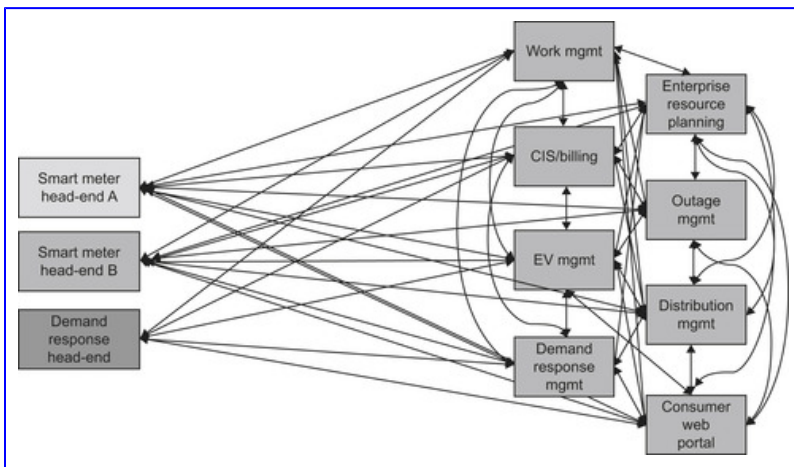 Work mgmt
Enterprise
resource
planning
CIS/billing
Smart meter
head-end A
Outage
mgmt
Smart meter
head-end B
EV mgmt
Distribution
mgmt
Demand
response
head-end
Demand
response
mgmt
Consumer
web
portal